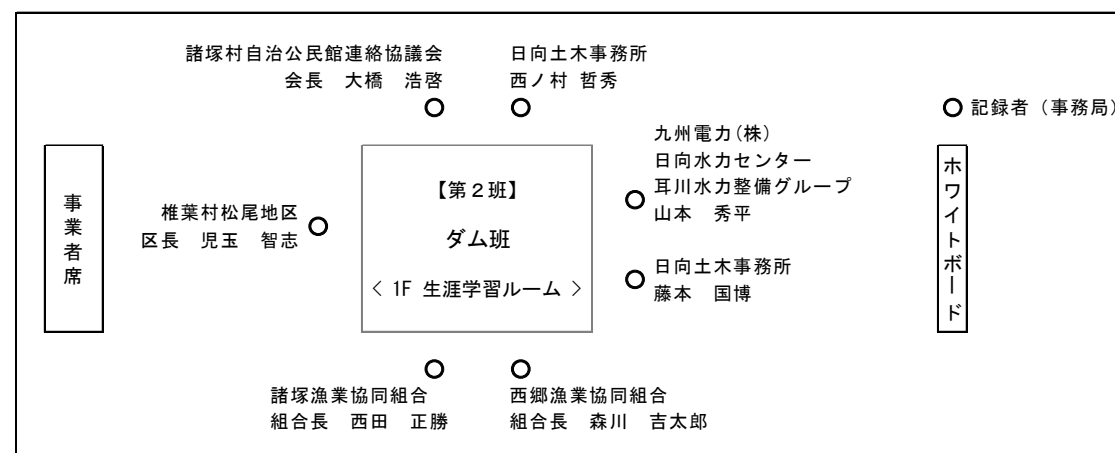 諸塚村自治公民館連絡協議会
会長　大橋　浩啓
日向土木事務所
西ノ村 哲秀
記録者（事務局）
事業者席
椎葉村松尾地区
区長　児玉　智志
【第２班】
ダム班
< 1F 生涯学習ルーム >
九州電力(株)
日向水力センター
耳川水力整備グループ
山本　秀平
日向土木事務所
藤本　国博
ホワイトボード
諸塚漁業協同組合
組合長　西田　正勝
西郷漁業協同組合
組合長　森川　吉太郎